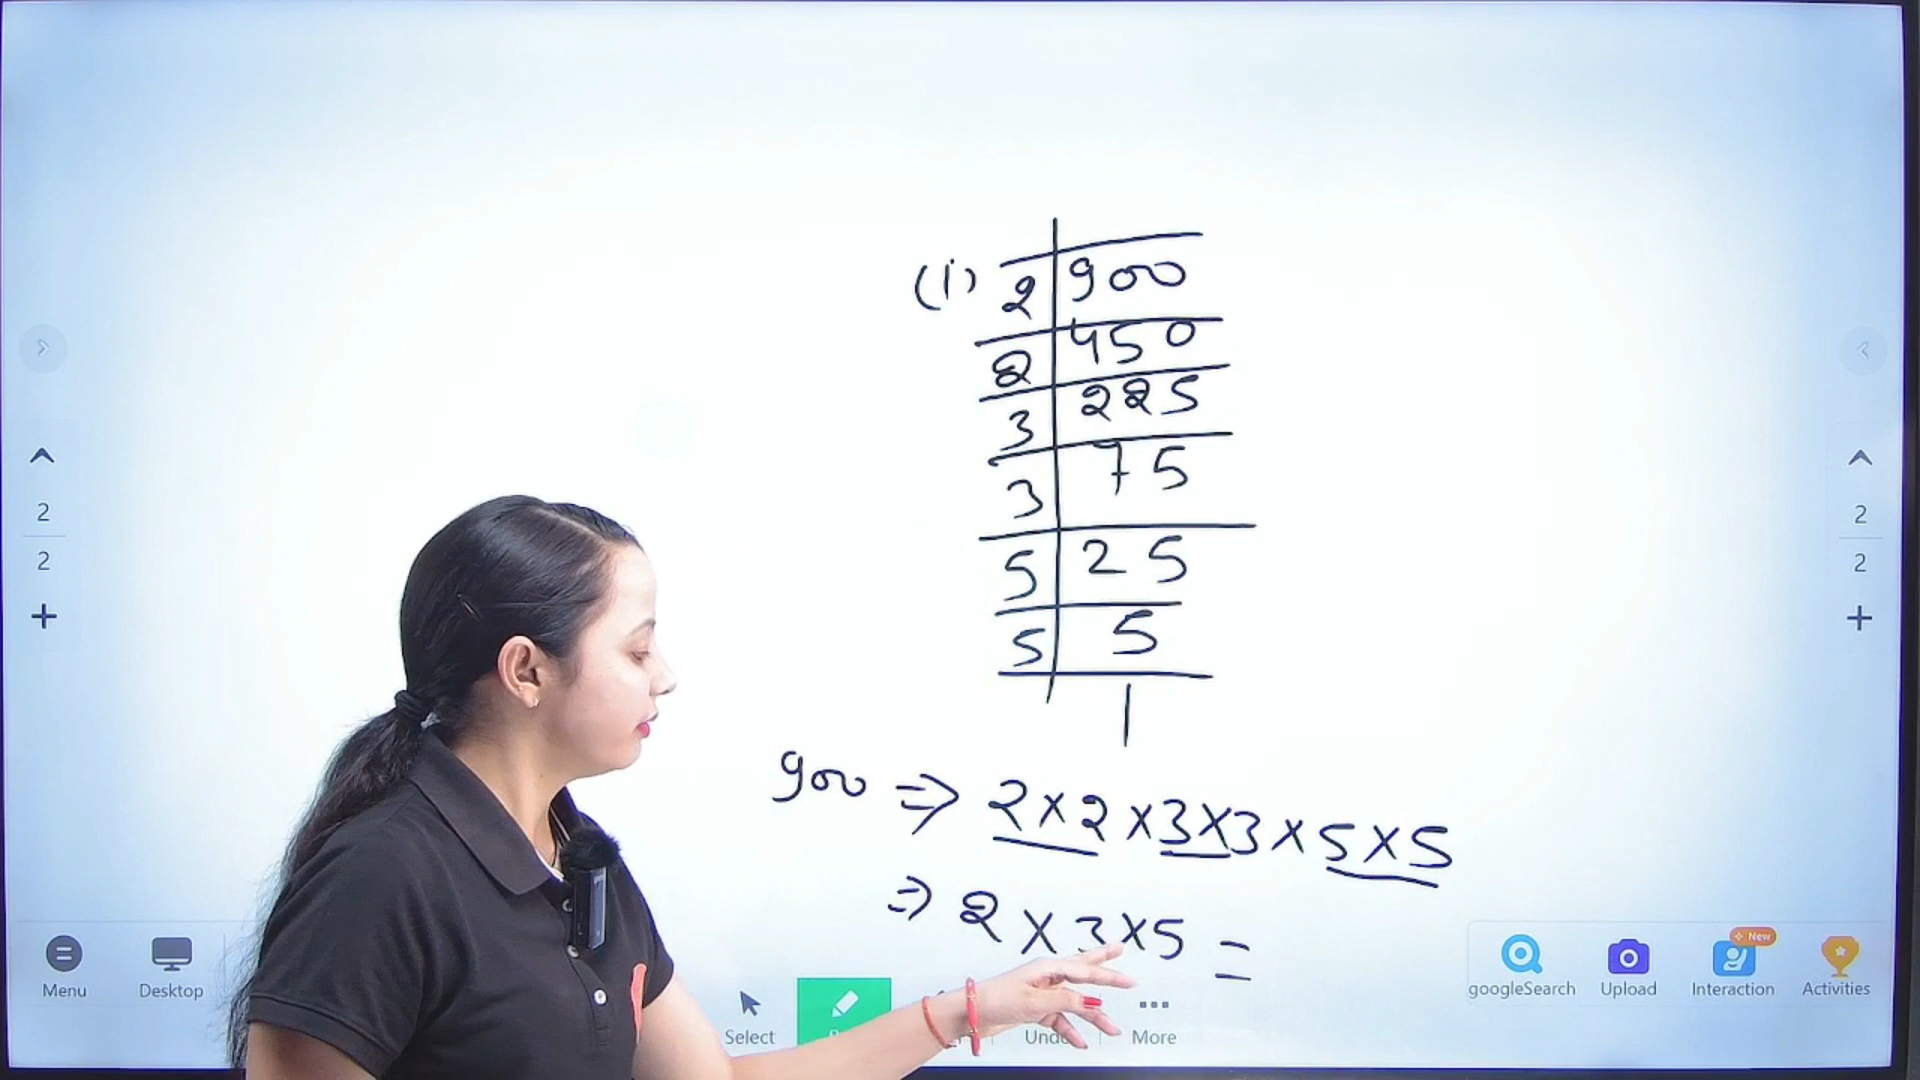 (i) 2 | 900
2 | 450
3 | 225
3 | 75
5 | 25
5 | 5
1
900 ⇒ 2 × 2 × 3 × 3 × 5 × 5
⇒ 2 × 3 × 5 =
2
2
2
2
Menu
Desktop
Select
Undo
More
googleSearch
Upload
New
Interaction
Activities